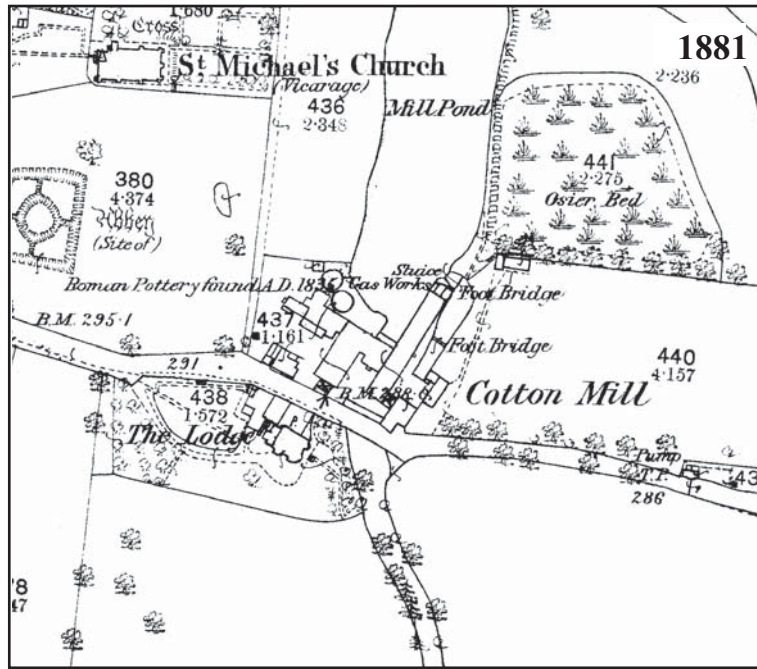 1·680
Cross
1881
St. Michael's Church
(Vicarage)
436
2·348
Mill Pond
2·236
441
2·275
Osier Bed
380
4·374
Abbey
(Site of)
Roman Pottery found A.D. 1835
Gas Works
Sluice
Foot Bridge
B.M. 295·1
437
1·161
Foot Bridge
291
440
4·157
438
1·572
B.M. 288·6
Cotton Mill
The Lodge
Pump
T.P.
43
286
78
47